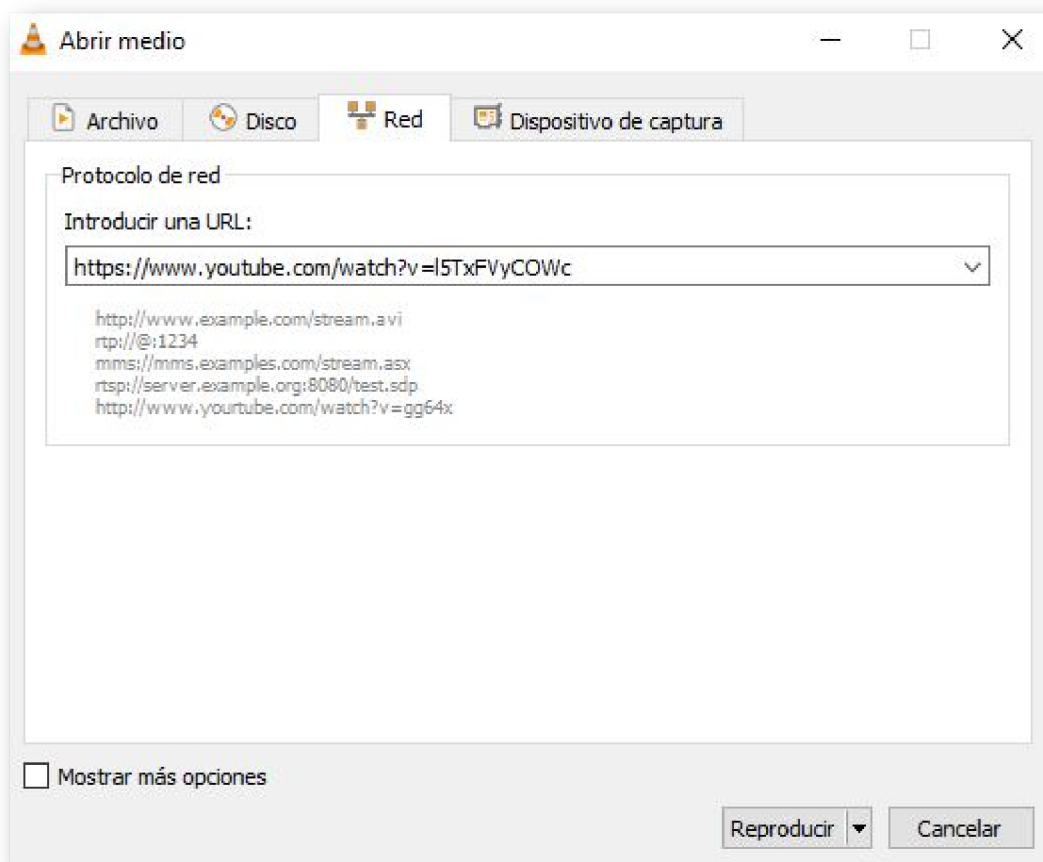 Abrir medio
Archivo
Disco
Red
Dispositivo de captura
Protocolo de red
Introducir una URL:
https://www.youtube.com/watch?v=l5TxFVyCOWc
http://www.example.com/stream.avi
rtp://@:1234
mms://mms.examples.com/stream.asx
rtsp://server.example.org:8080/test.sdp
http://www.yourtube.com/watch?v=gg64x
Mostrar más opciones
Reproducir
Cancelar